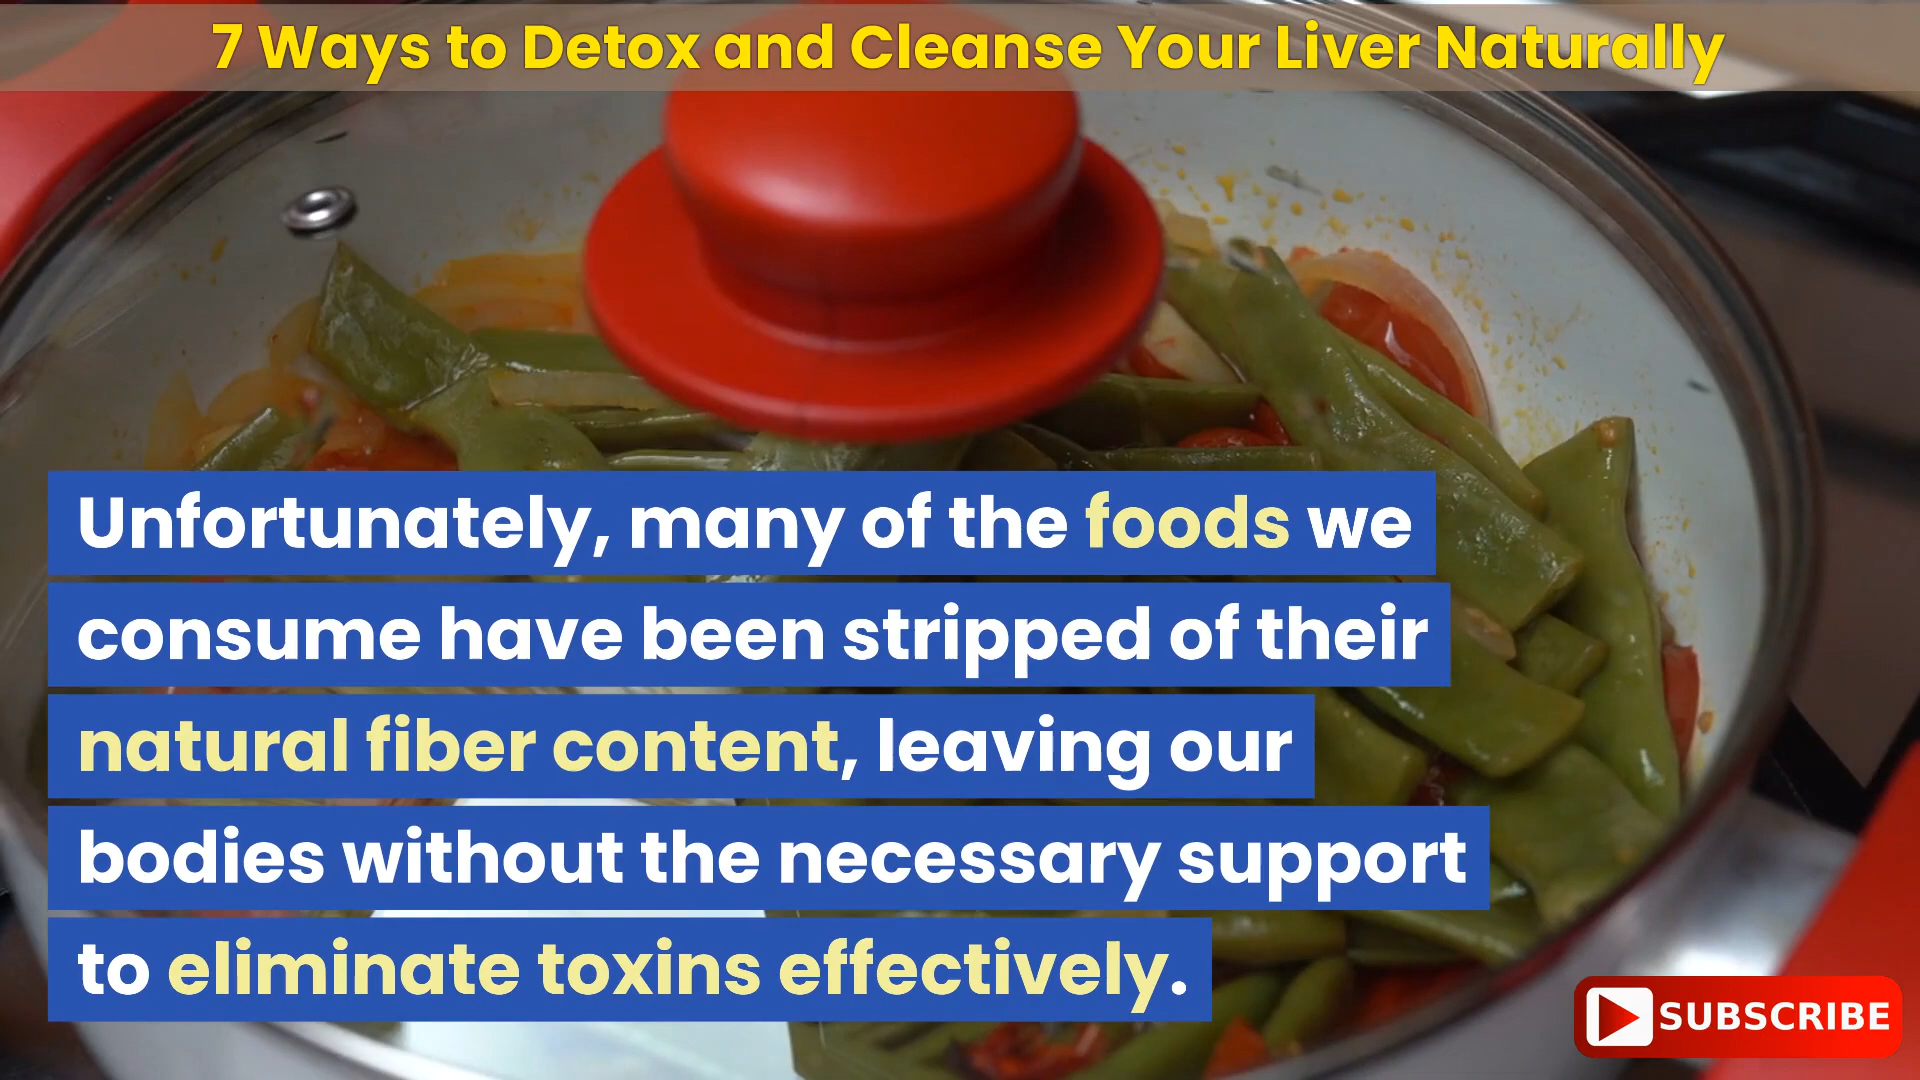 7 Ways to Detox and Cleanse Your Liver Naturally
Unfortunately, many of the foods we
consume have been stripped of their
natural fiber content, leaving our
bodies without the necessary support
to eliminate toxins effectively.
SUBSCRIBE